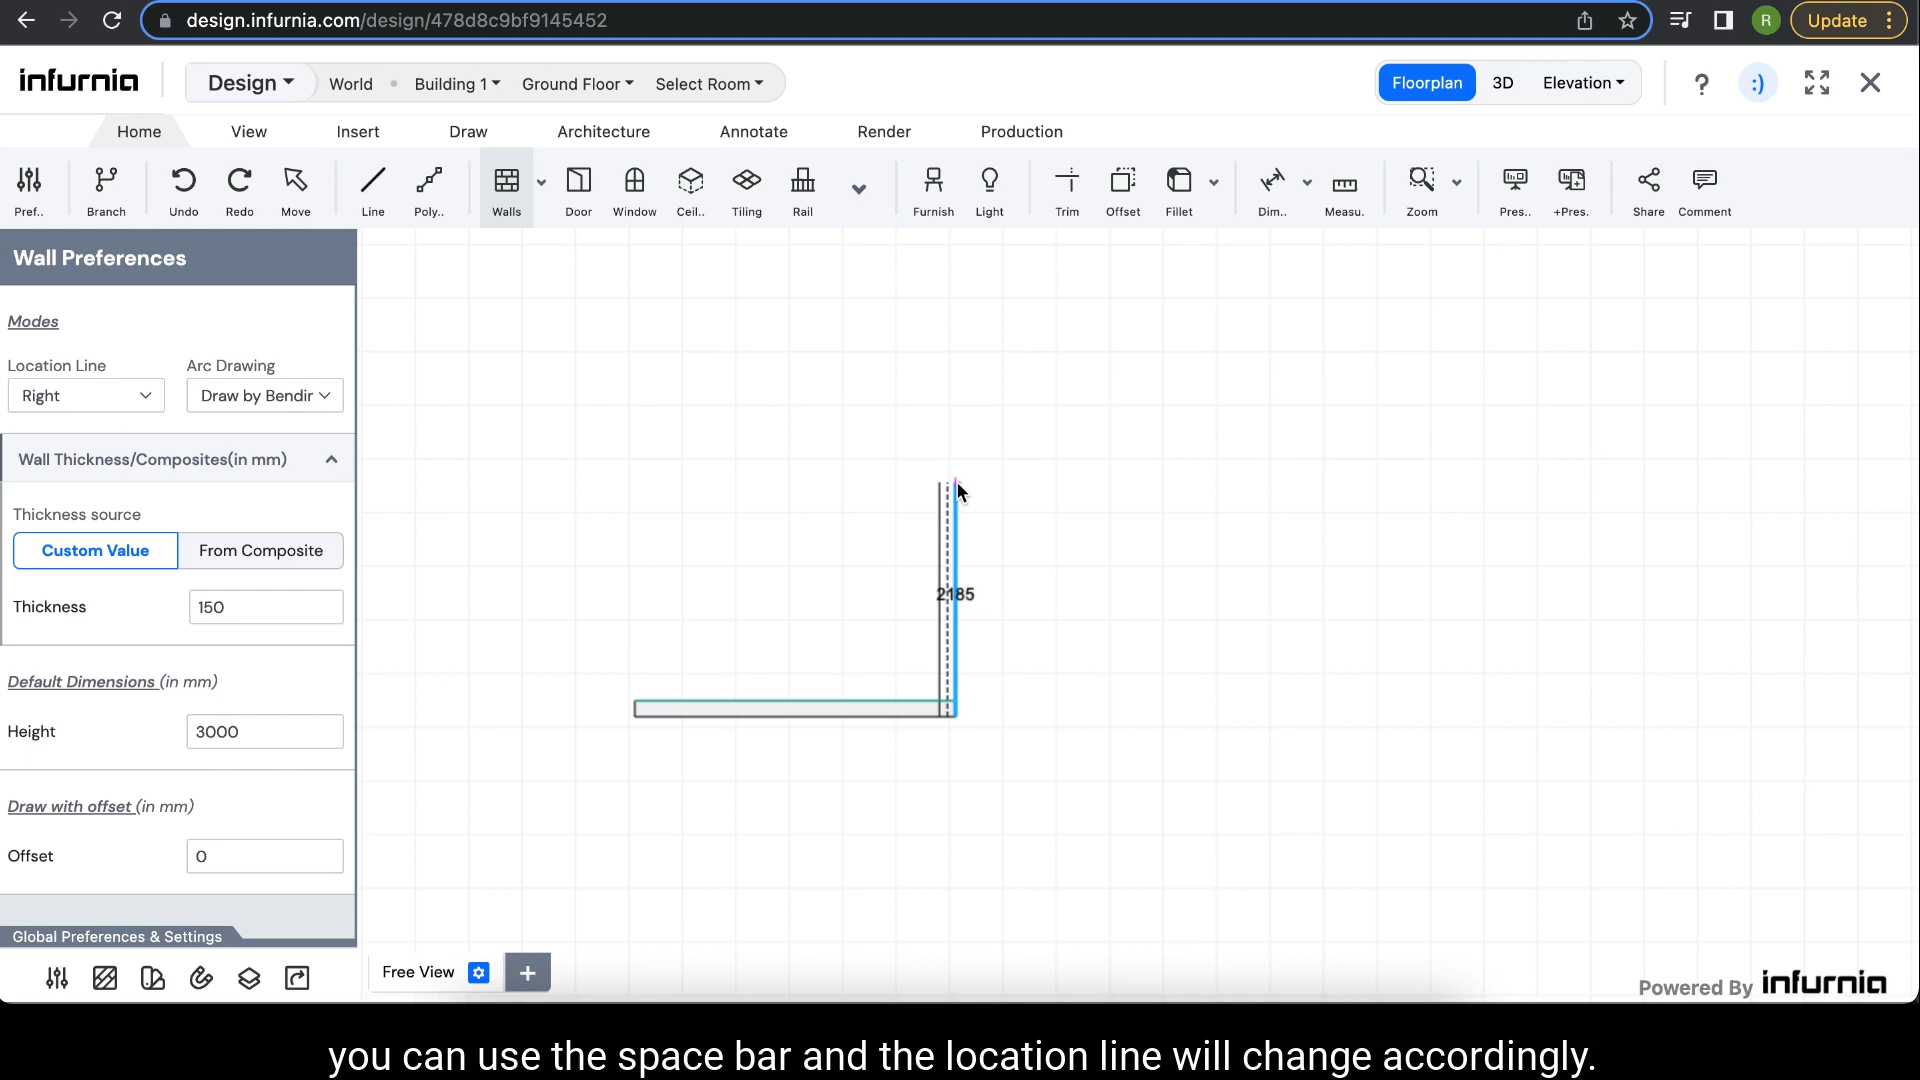 design.infurnia.com/design/478d8c9bf9145452
R
Update
infurnia
Design World Building 1 Ground Floor Select Room
Floorplan 3D Elevation ? :)
Home View Insert Draw Architecture Annotate Render Production
Pref.. Branch Undo Redo Move Line Poly.. Walls Door Window Ceil.. Tiling Rail Furnish Light Trim Offset Fillet Dim.. Measu. Zoom Pres.. +Pres. Share Comment
Wall Preferences
Modes
Location Line Arc Drawing
Right Draw by Bendir
Wall Thickness/Composites(in mm)
Thickness source
Custom Value From Composite
Thickness 150
2185
Default Dimensions (in mm)
Height 3000
Draw with offset (in mm)
Offset 0
Global Preferences & Settings
Free View +
Powered By infurnia
you can use the space bar and the location line will change accordingly.